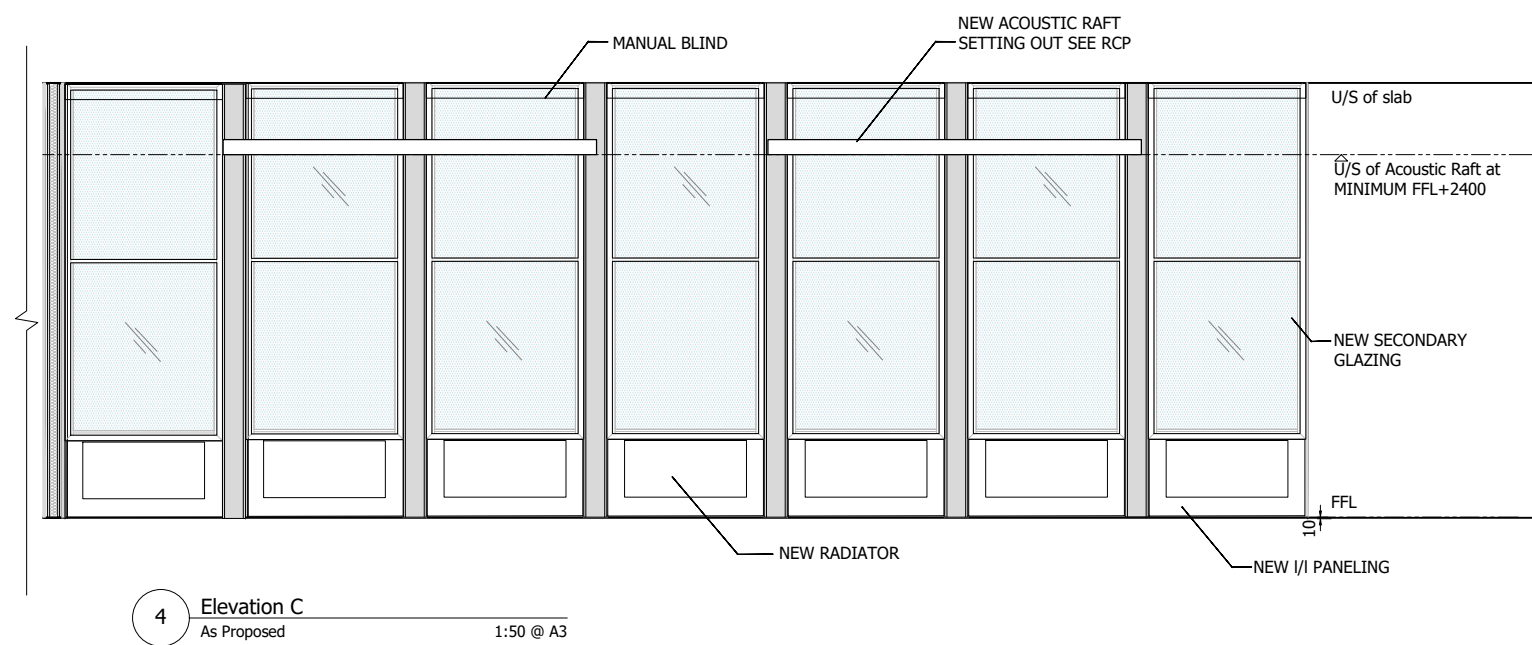 NEW ACOUSTIC RAFT
SETTING OUT SEE RCP
MANUAL BLIND
U/S of slab
U/S of Acoustic Raft at
MINIMUM FFL+2400
NEW SECONDARY
GLAZING
FFL
10
NEW RADIATOR
NEW l/l PANELING
4
Elevation C
As Proposed
1:50 @ A3